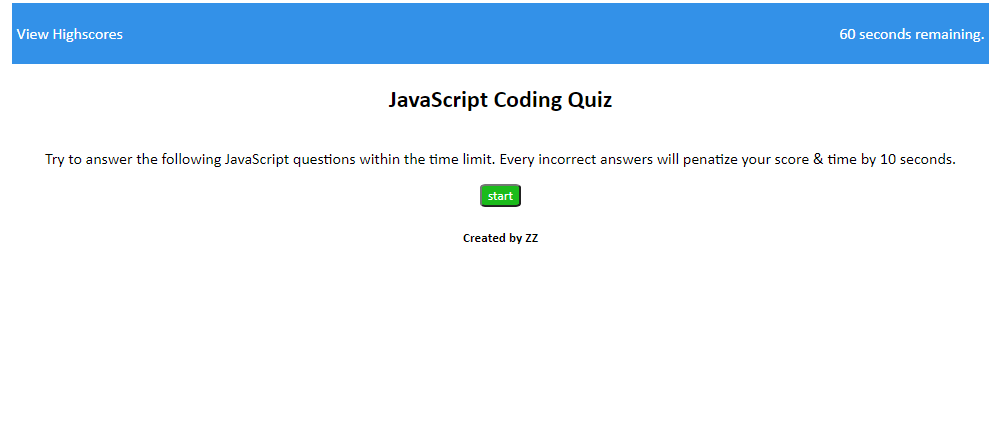 View Highscores
60 seconds remaining.
JavaScript Coding Quiz
Try to answer the following JavaScript questions within the time limit. Every incorrect answers will penatize your score & time by 10 seconds.
start
Created by ZZ